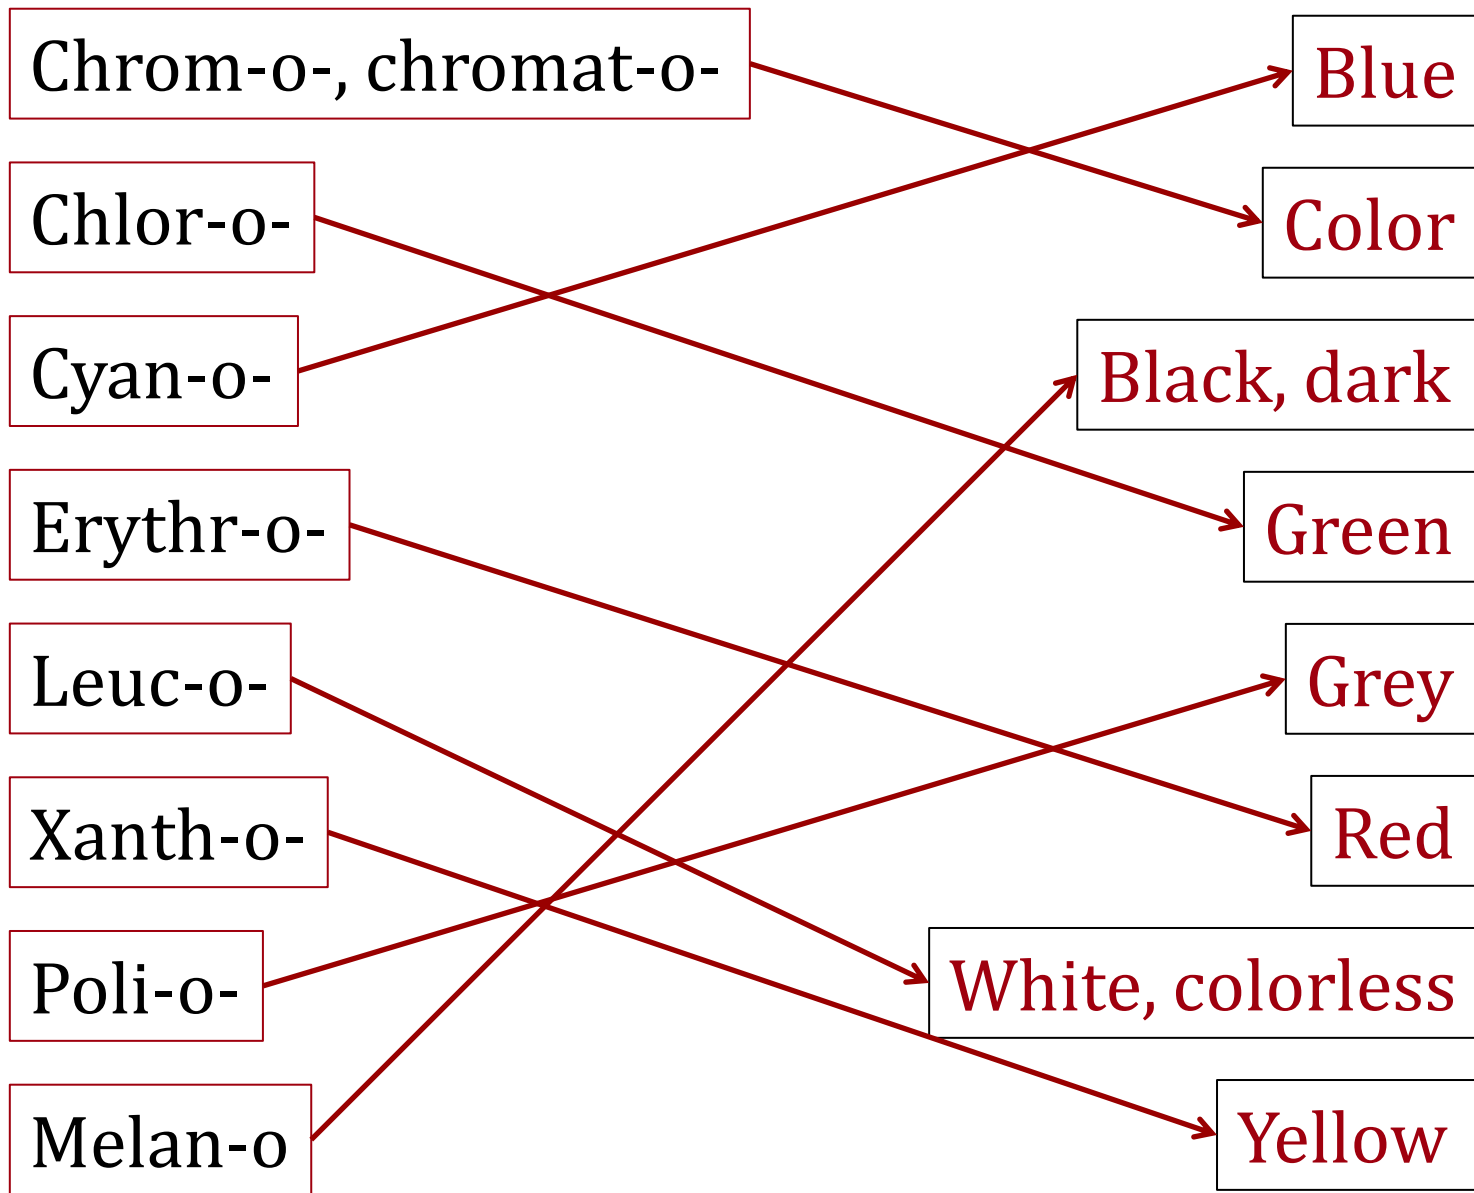 Chrom-o-, chromat-o-
Chlor-o-
Cyan-o-
Erythr-o-
Leuc-o-
Xanth-o-
Poli-o-
Melan-o
Blue
Color
Black, dark
Green
Grey
Red
White, colorless
Yellow